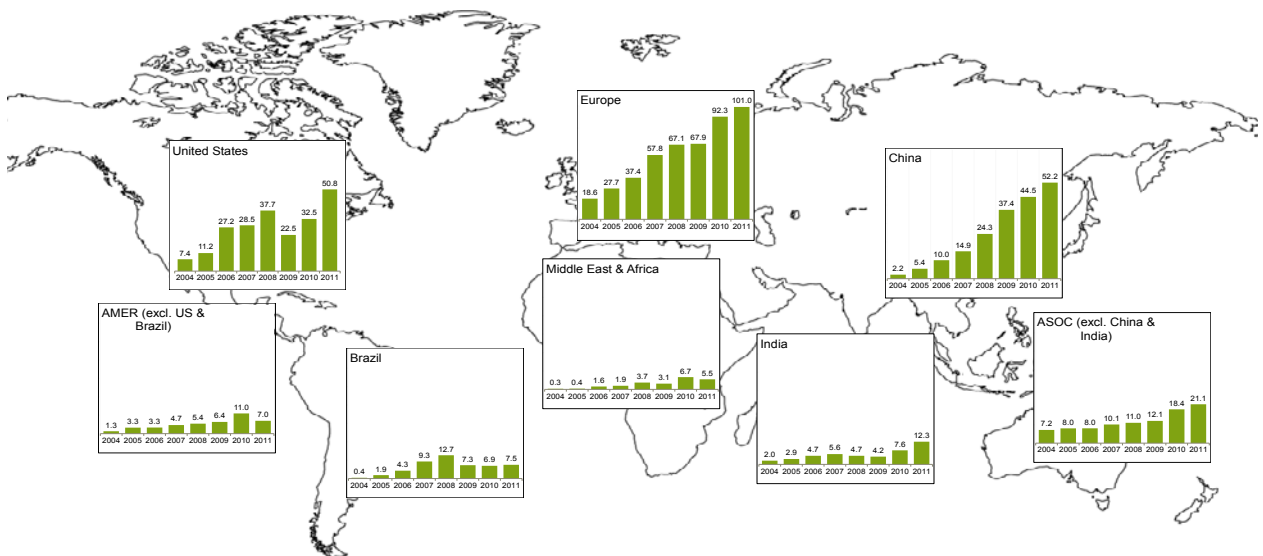 United States
7.4 11.2 27.2 28.5 37.7 22.5 32.5 50.8
2004 2005 2006 2007 2008 2009 2010 2011
Europe
18.6 27.7 37.4 57.8 67.1 67.9 92.3 101.0
2004 2005 2006 2007 2008 2009 2010 2011
China
2.2 5.4 10.0 14.9 24.3 37.4 44.5 52.2
2004 2005 2006 2007 2008 2009 2010 2011
AMER (excl. US &
Brazil)
1.3 3.3 3.3 4.7 5.4 6.4 11.0 7.0
2004 2005 2006 2007 2008 2009 2010 2011
Brazil
0.4 1.9 4.3 9.3 12.7 7.3 6.9 7.5
2004 2005 2006 2007 2008 2009 2010 2011
Middle East & Africa
0.3 0.4 1.6 1.9 3.7 3.1 6.7 5.5
2004 2005 2006 2007 2008 2009 2010 2011
India
2.0 2.9 4.7 5.6 4.7 4.2 7.6 12.3
2004 2005 2006 2007 2008 2009 2010 2011
ASOC (excl. China &
India)
7.2 8.0 8.0 10.1 11.0 12.1 18.4 21.1
2004 2005 2006 2007 2008 2009 2010 2011